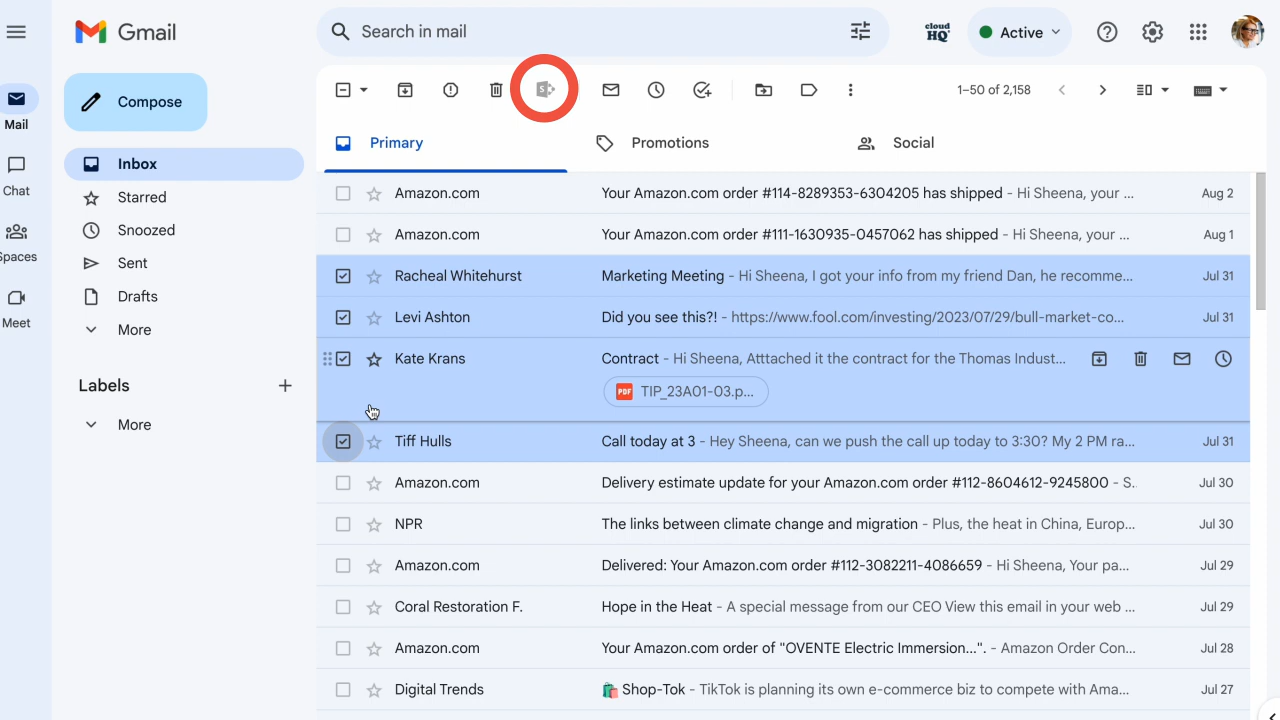 Gmail
Search in mail
cloud HQ
Active
Compose
S
1–50 of 2,158
Mail
Chat
Spaces
Meet
Inbox
Starred
Snoozed
Sent
Drafts
More
Labels
More
Primary
Promotions
Social
Amazon.com Your Amazon.com order #114-8289353-6304205 has shipped - Hi Sheena, your ... Aug 2
Amazon.com Your Amazon.com order #111-1630935-0457062 has shipped - Hi Sheena, your ... Aug 1
Racheal Whitehurst Marketing Meeting - Hi Sheena, I got your info from my friend Dan, he recomme... Jul 31
Levi Ashton Did you see this?! - https://www.fool.com/investing/2023/07/29/bull-market-co... Jul 31
Kate Krans Contract - Hi Sheena, Atttached it the contract for the Thomas Indust...
PDF TIP_23A01-03.p...
Tiff Hulls Call today at 3 - Hey Sheena, can we push the call up today to 3:30? My 2 PM ra... Jul 31
Amazon.com Delivery estimate update for your Amazon.com order #112-8604612-9245800 - S.. Jul 30
NPR The links between climate change and migration - Plus, the heat in China, Europ... Jul 30
Amazon.com Delivered: Your Amazon.com order #112-3082211-4086659 - Hi Sheena, Your pa... Jul 29
Coral Restoration F. Hope in the Heat - A special message from our CEO View this email in your web ... Jul 29
Amazon.com Your Amazon.com order of "OVENTE Electric Immersion...". - Amazon Order Con... Jul 28
Digital Trends 🛍️ Shop-Tok - TikTok is planning its own e-commerce biz to compete with Ama... Jul 27